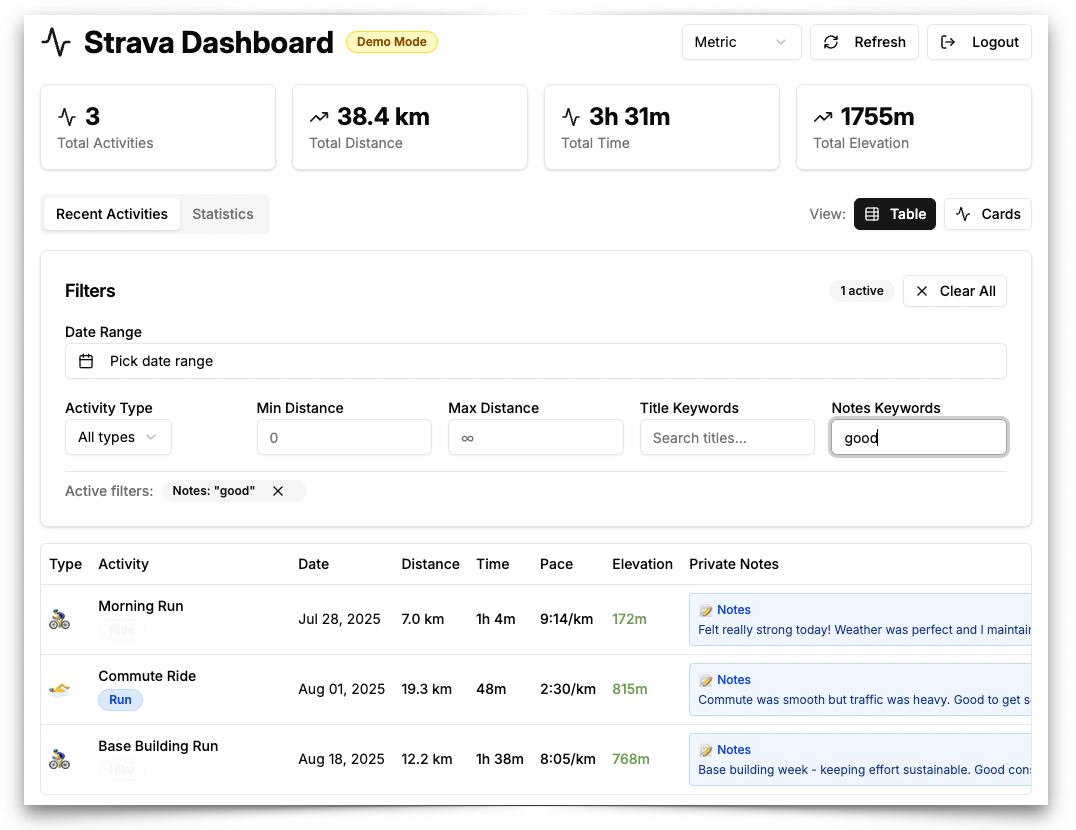 Strava Dashboard Demo Mode Metric Refresh Logout
3 38.4 km 3h 31m 1755m
Total Activities Total Distance Total Time Total Elevation
Recent Activities Statistics View: Table Cards
Filters 1 active Clear All
Date Range
Pick date range
Activity Type Min Distance Max Distance Title Keywords Notes Keywords
All types 0 ∞ Search titles... good
Active filters: Notes: "good"
Type Activity Date Distance Time Pace Elevation Private Notes
Morning Run
Ride
Jul 28, 2025 7.0 km 1h 4m 9:14/km 172m
Notes
Felt really strong today! Weather was perfect and I
Commute Ride
Run
Aug 01, 2025 19.3 km 48m 2:30/km 815m
Notes
Commute was smooth but traffic was heavy. Good to get
Base Building Run
Hike
Aug 18, 2025 12.2 km 1h 38m 8:05/km 768m
Notes
Base building week - keeping effort sustainable. Good